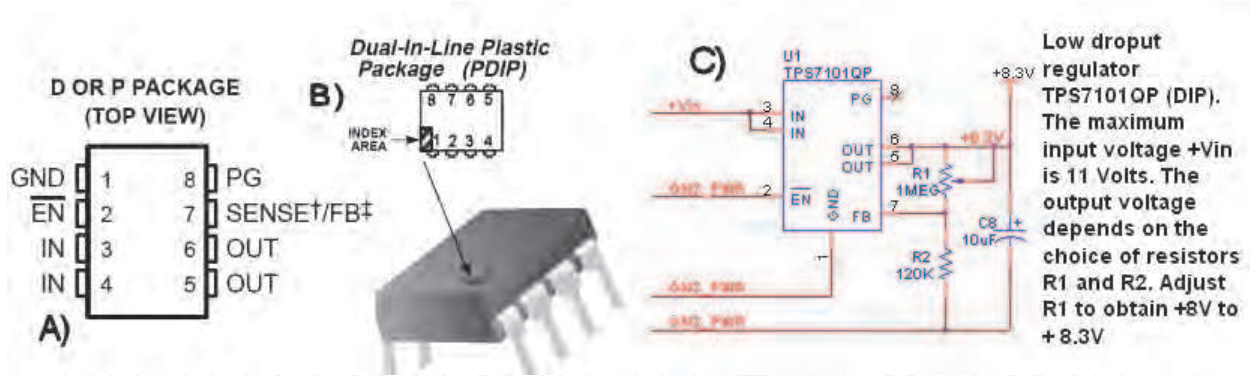 D OR P PACKAGE
(TOP VIEW)
GND 1 8 PG
EN 2 7 SENSE†/FB‡
IN 3 6 OUT
IN 4 5 OUT
A)
Dual-In-Line Plastic
Package (PDIP)
B)
8 7 6 5
INDEX
AREA
1 2 3 4
C)
U1
TPS7101QP
+Vin
3
4
IN
IN
PG
8
OUT
OUT
6
5
+8.3V
+8.3V
R1
1MEG
2
EN
GND
FB
7
1
R2
120K
C8
10uF
+
GN2_PWR
GN2_PWR
GN2_PWR
Low droput
regulator
TPS7101QP (DIP).
The maximum
input voltage +Vin
is 11 Volts. The
output voltage
depends on the
choice of resistors
R1 and R2. Adjust
R1 to obtain +8V to
+ 8.3V